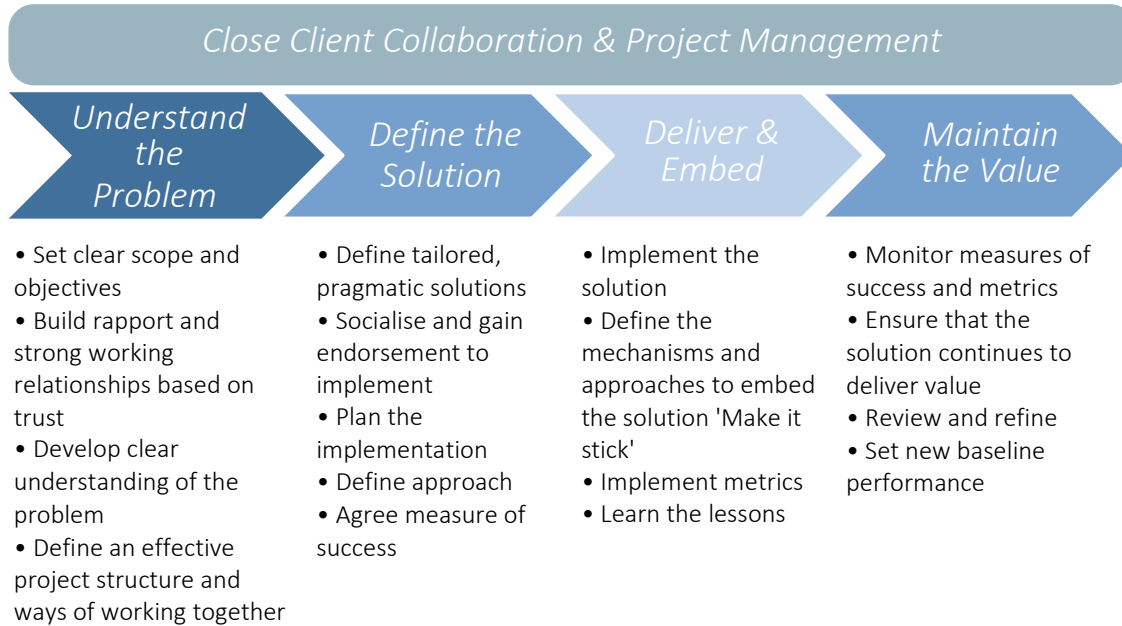 Close Client Collaboration & Project Management
Understand
the
Problem
Define the
Solution
Deliver &
Embed
Maintain
the Value
• Set clear scope and
objectives
• Build rapport and
strong working
relationships based on
trust
• Develop clear
understanding of the
problem
• Define an effective
project structure and
ways of working together
• Define tailored,
pragmatic solutions
• Socialise and gain
endorsement to
implement
• Plan the
implementation
• Define approach
• Agree measure of
success
• Implement the
solution
• Define the
mechanisms and
approaches to embed
the solution 'Make it
stick'
• Implement metrics
• Learn the lessons
• Monitor measures of
success and metrics
• Ensure that the
solution continues to
deliver value
• Review and refine
• Set new baseline
performance